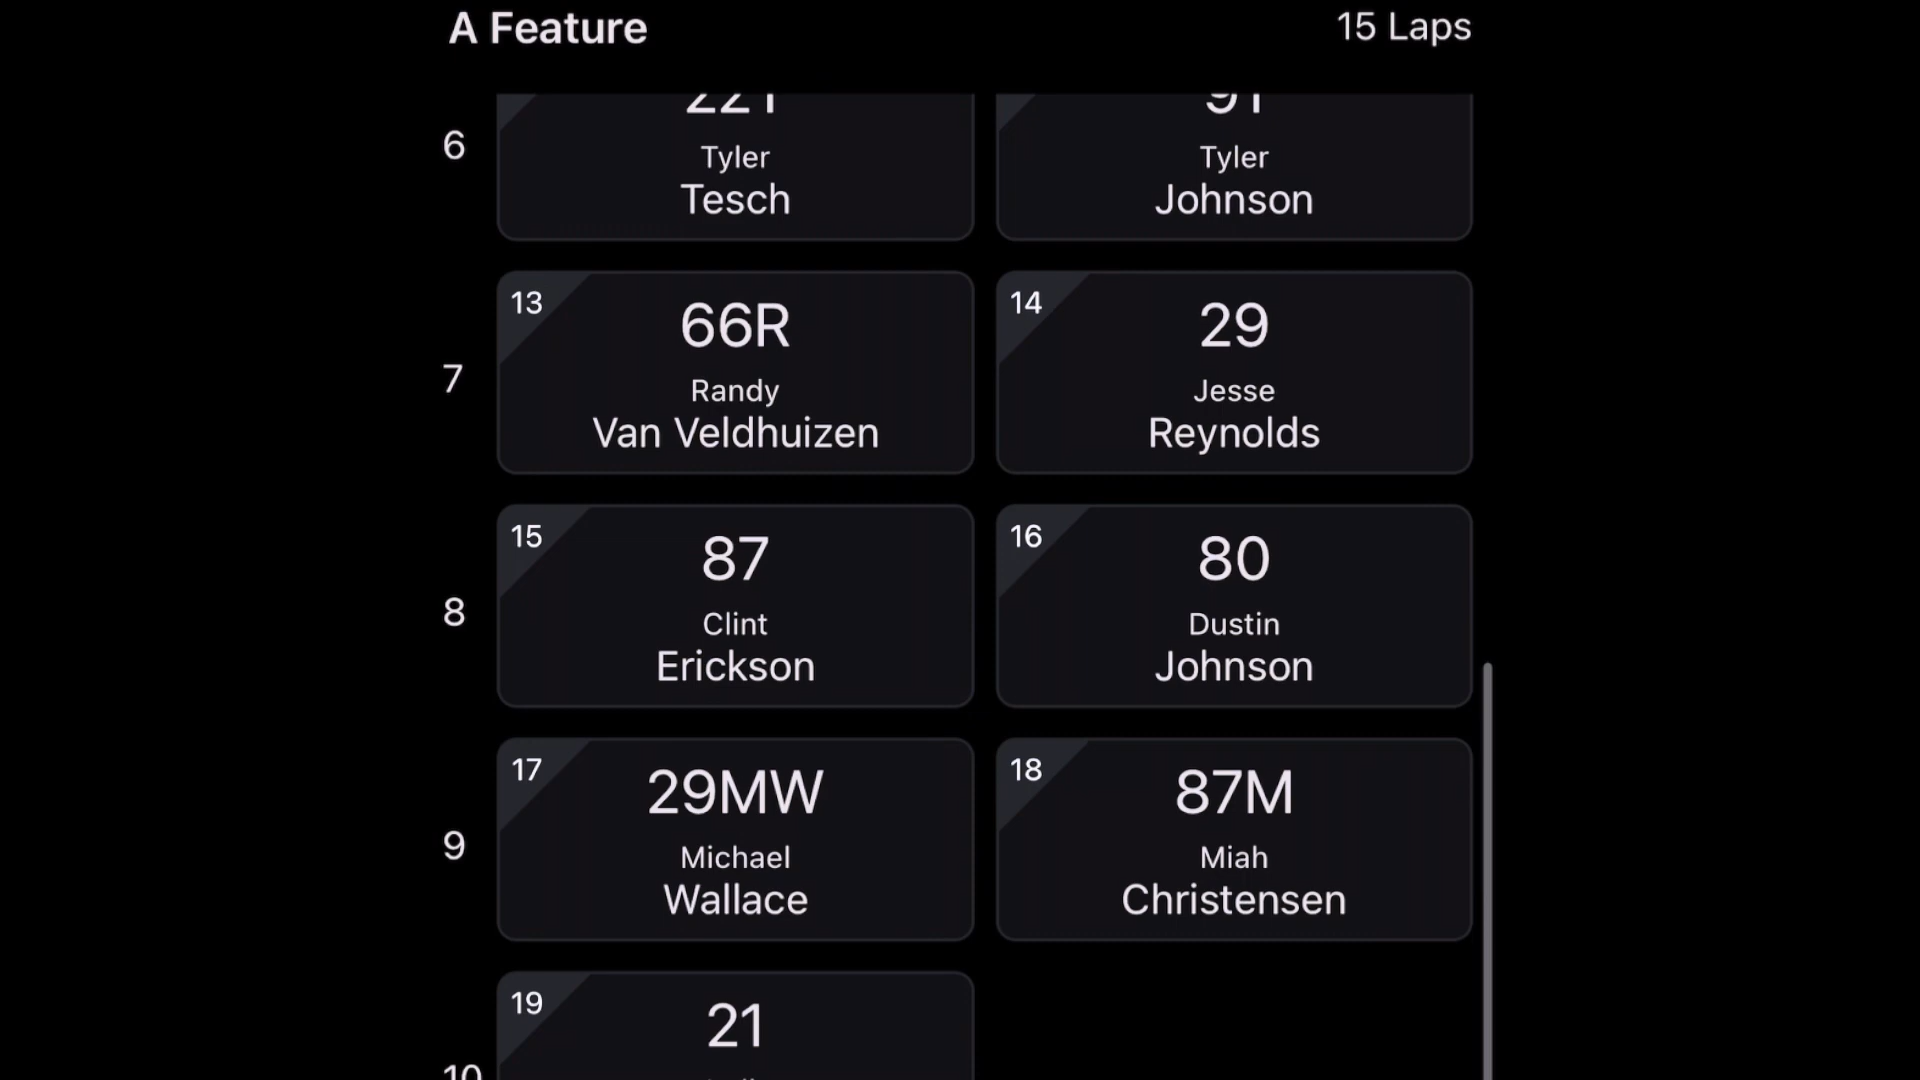 A Feature
15 Laps
6
Tyler
Tesch
Tyler
Johnson
7
13
66R
Randy
Van Veldhuizen
14
29
Jesse
Reynolds
8
15
87
Clint
Erickson
16
80
Dustin
Johnson
9
17
29MW
Michael
Wallace
18
87M
Miah
Christensen
10
19
21